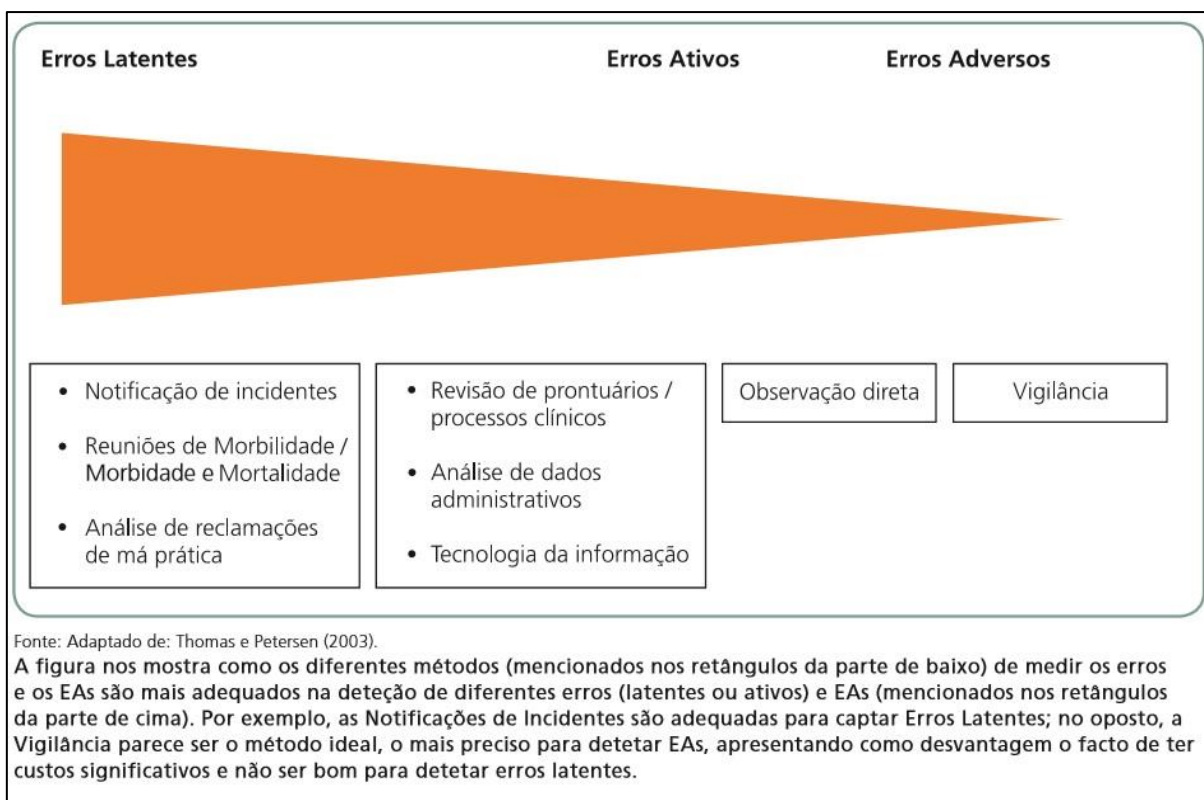 Erros Latentes
Erros Ativos
Erros Adversos
• Notificação de incidentes
• Reuniões de Morbilidade /
Morbidade e Mortalidade
• Análise de reclamações
de má prática
• Revisão de prontuários /
processos clínicos
• Análise de dados
administrativos
• Tecnologia da informação
Observação direta
Vigilância
Fonte: Adaptado de: Thomas e Petersen (2003).
A figura nos mostra como os diferentes métodos (mencionados nos retângulos da parte de baixo) de medir os erros
e os EAs são mais adequados na deteção de diferentes erros (latentes ou ativos) e EAs (mencionados nos retângulos
da parte de cima). Por exemplo, as Notificações de Incidentes são adequadas para captar Erros Latentes; no oposto, a
Vigilância parece ser o método ideal, o mais preciso para detetar EAs, apresentando como desvantagem o facto de ter
custos significativos e não ser bom para detetar erros latentes.